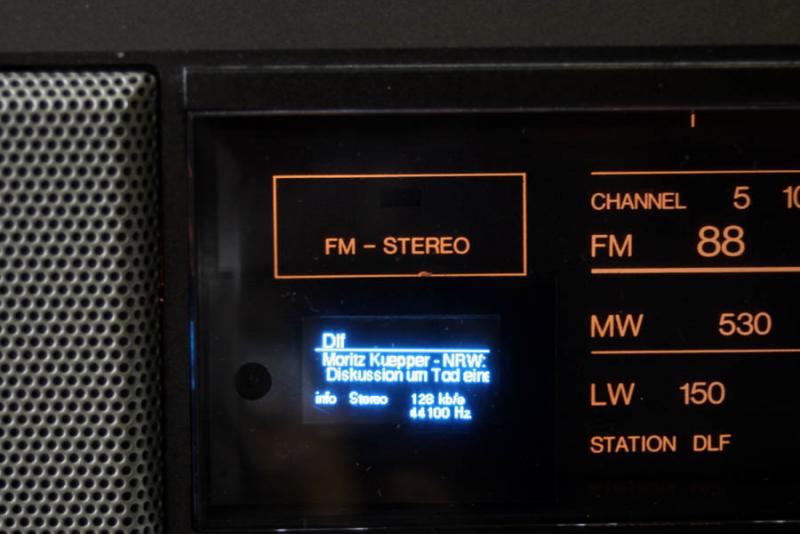 FM - STEREO
CHANNEL 5
FM 88
MW 530
LW 150
STATION DLF
Dlf
Moritz Kuepper - NRW:
Diskussion um Tod eine
info Stereo 128 kb/s
44100 Hz